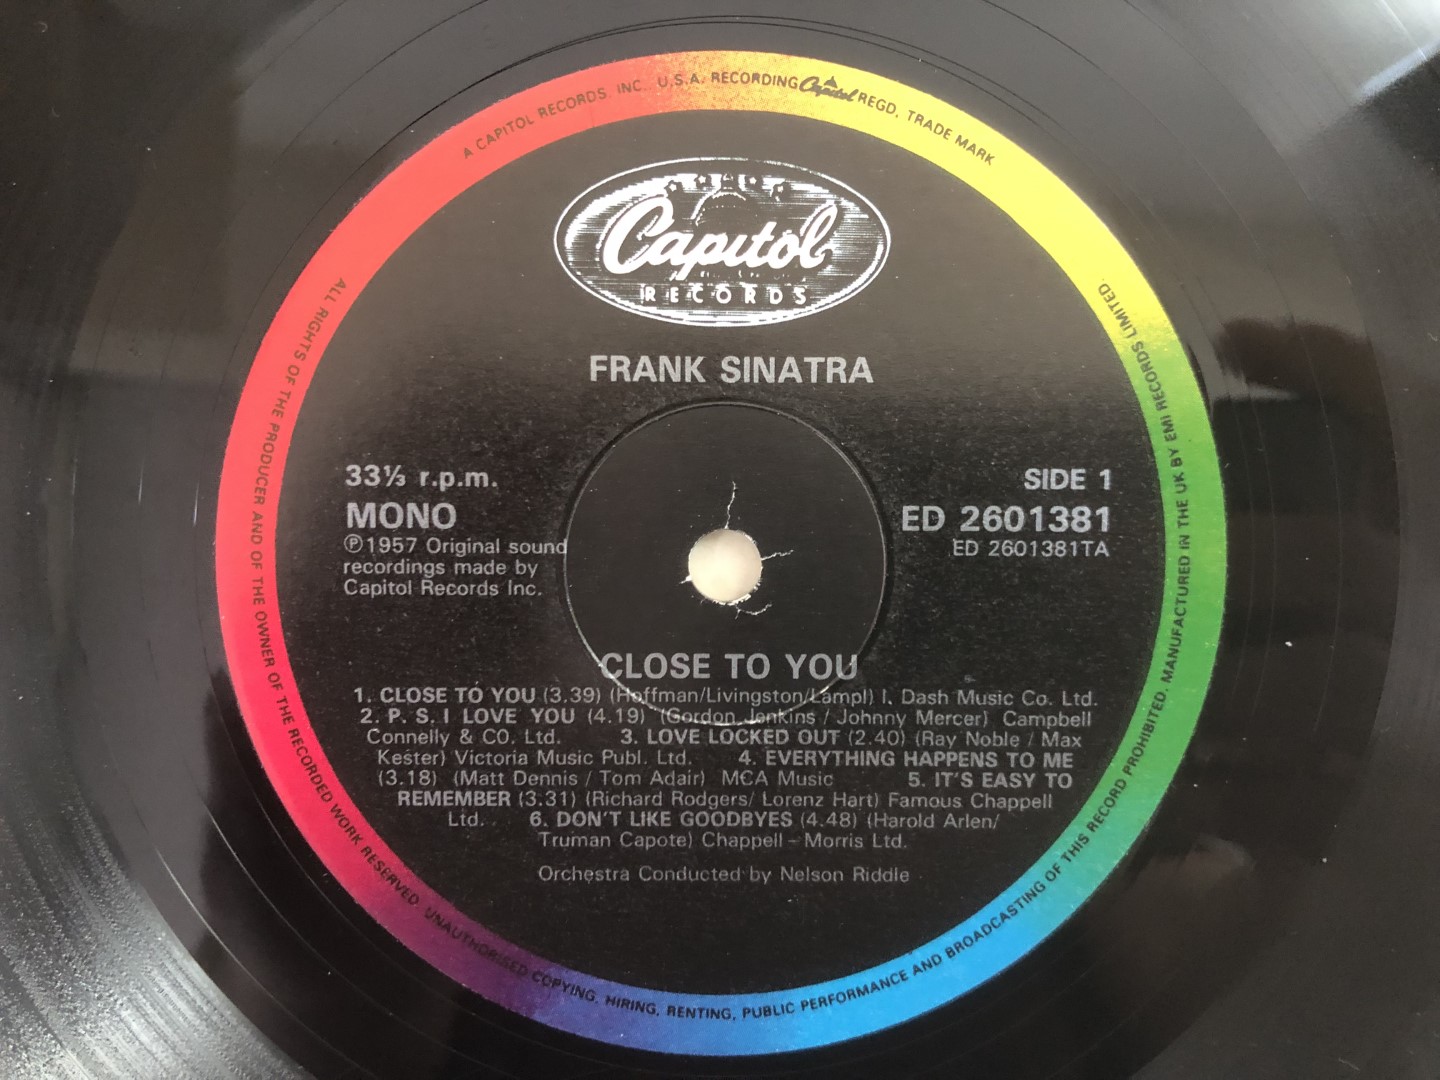 A CAPITOL RECORDS. INC. U.S.A. RECORDING Capitol REGD. TRADE MARK
Capitol
RECORDS
FRANK SINATRA
33⅓ r.p.m.
MONO
℗1957 Original sound
recordings made by
Capitol Records Inc.
SIDE 1
ED 2601381
ED 2601381TA
CLOSE TO YOU
1. CLOSE TO YOU (3.39) (Hoffman/Livingston/Lampl) I. Dash Music Co. Ltd.
2. P. S. I LOVE YOU (4.19) (Gordon Jenkins / Johnny Mercer) Campbell
Connelly & CO. Ltd. 3. LOVE LOCKED OUT (2.40) (Ray Noble / Max
Kester) Victoria Music Publ. Ltd. 4. EVERYTHING HAPPENS TO ME
(3.18) (Matt Dennis / Tom Adair) MCA Music 5. IT'S EASY TO
REMEMBER (3.31) (Richard Rodgers/ Lorenz Hart) Famous Chappell
Ltd. 6. DON'T LIKE GOODBYES (4.48) (Harold Arlen/
Truman Capote) Chappell - Morris Ltd.
Orchestra Conducted by Nelson Riddle
ALL RIGHTS OF THE PRODUCER AND OF THE OWNER OF THE RECORDED WORK RESERVED. UNAUTHORISED COPYING, HIRING, RENTING, PUBLIC PERFORMANCE AND BROADCASTING OF THIS RECORD PROHIBITED. MANUFACTURED IN THE UK BY EMI RECORDS LIMITED.